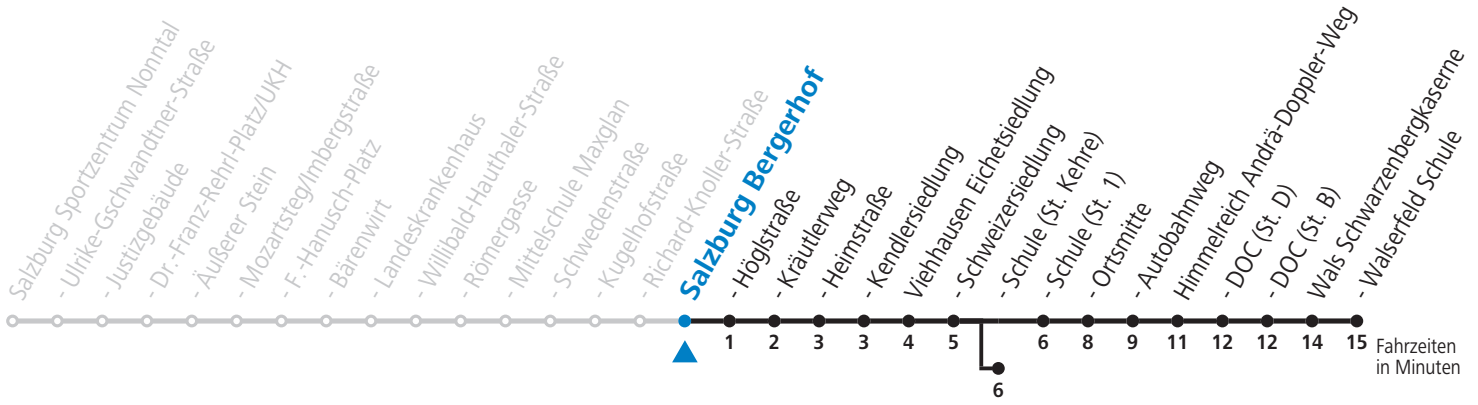 Salzburg Sportzentrum Nonntal
- Ulrike-Gschwandtner-Straße
- Justizgebäude
- Dr.-Franz-Rehrl-Platz/UKH
- Äußerer Stein
- Mozartsteg/Imbergstraße
- F.-Hanusch-Platz
- Bärenwirt
- Landeskrankenhaus
- Willibald-Hauthaler-Straße
- Römergasse
- Mittelschule Maxglan
- Schwedenstraße
- Kugelhofstraße
- Richard-Knoller-Straße
Salzburg Bergerhof
- Höglstraße
- Kräutlerweg
- Heimstraße
- Kendlersiedlung
Viehhausen Eichetsiedlung
- Schweizersiedlung
- Schule (St. Kehre)
- Schule (St. 1)
- Ortsmitte
- Autobahnweg
Himmelreich Andrä-Doppler-Weg
- DOC (St. D)
- DOC (St. B)
Wals Schwarzenbergkaserne
- Walserfeld Schule
1 2 3 3 4 5 6 8 9 11 12 12 14 15
6
Fahrzeiten
in Minuten